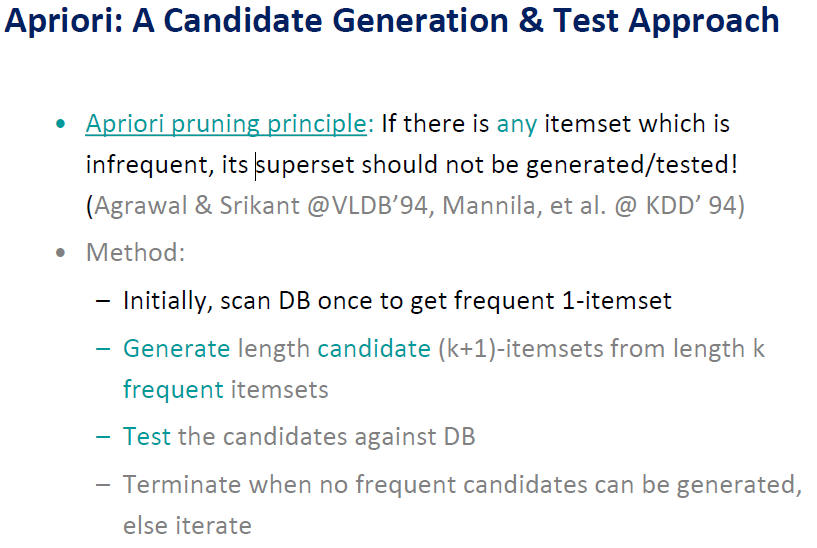 Apriori: A Candidate Generation & Test Approach
• Apriori pruning principle: If there is any itemset which is
infrequent, its superset should not be generated/tested!
(Agrawal & Srikant @VLDB’94, Mannila, et al. @ KDD’ 94)
• Method:
– Initially, scan DB once to get frequent 1-itemset
– Generate length candidate (k+1)-itemsets from length k
frequent itemsets
– Test the candidates against DB
– Terminate when no frequent candidates can be generated,
else iterate